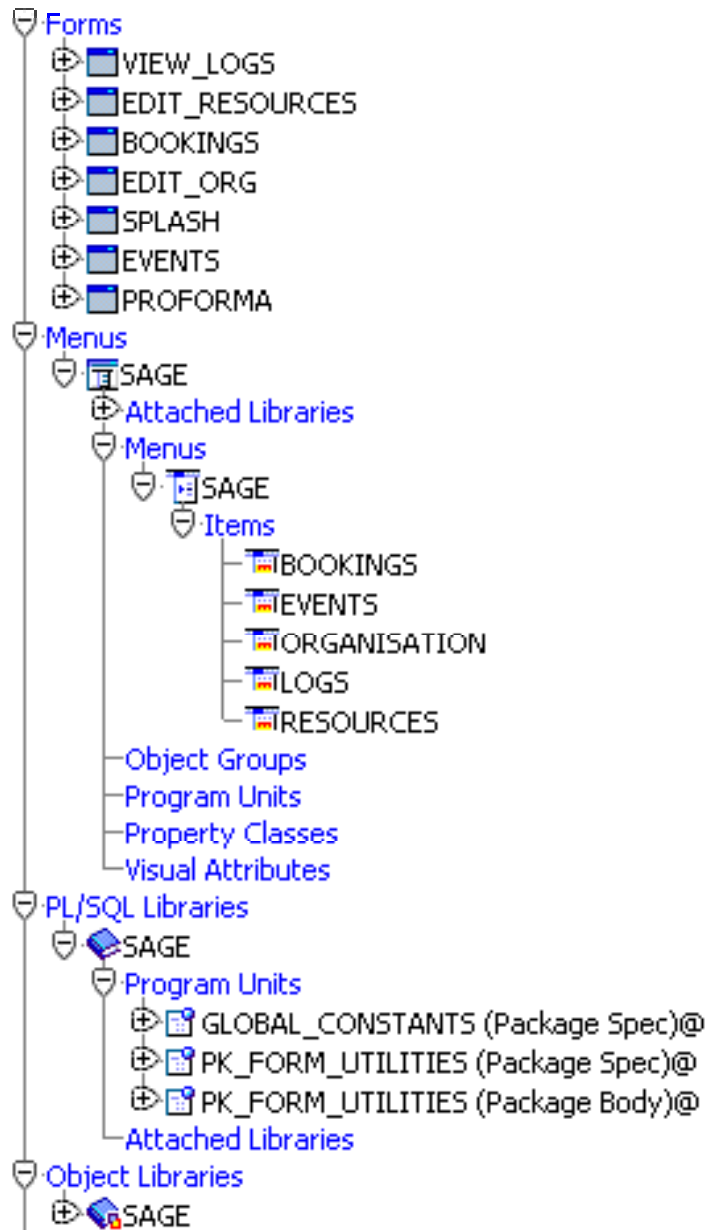 Forms
VIEW_LOGS
EDIT_RESOURCES
BOOKINGS
EDIT_ORG
SPLASH
EVENTS
PROFORMA
Menus
SAGE
Attached Libraries
Menus
SAGE
Items
BOOKINGS
EVENTS
ORGANISATION
LOGS
RESOURCES
Object Groups
Program Units
Property Classes
Visual Attributes
PL/SQL Libraries
SAGE
Program Units
GLOBAL_CONSTANTS (Package Spec)@
PK_FORM_UTILITIES (Package Spec)@
PK_FORM_UTILITIES (Package Body)@
Attached Libraries
Object Libraries
SAGE